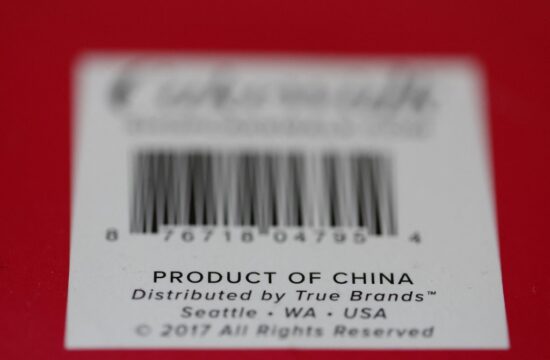 8 76718 04795 4
PRODUCT OF CHINA
Distributed by True Brands™
Seattle • WA • USA
© 2017 All Rights Reserved